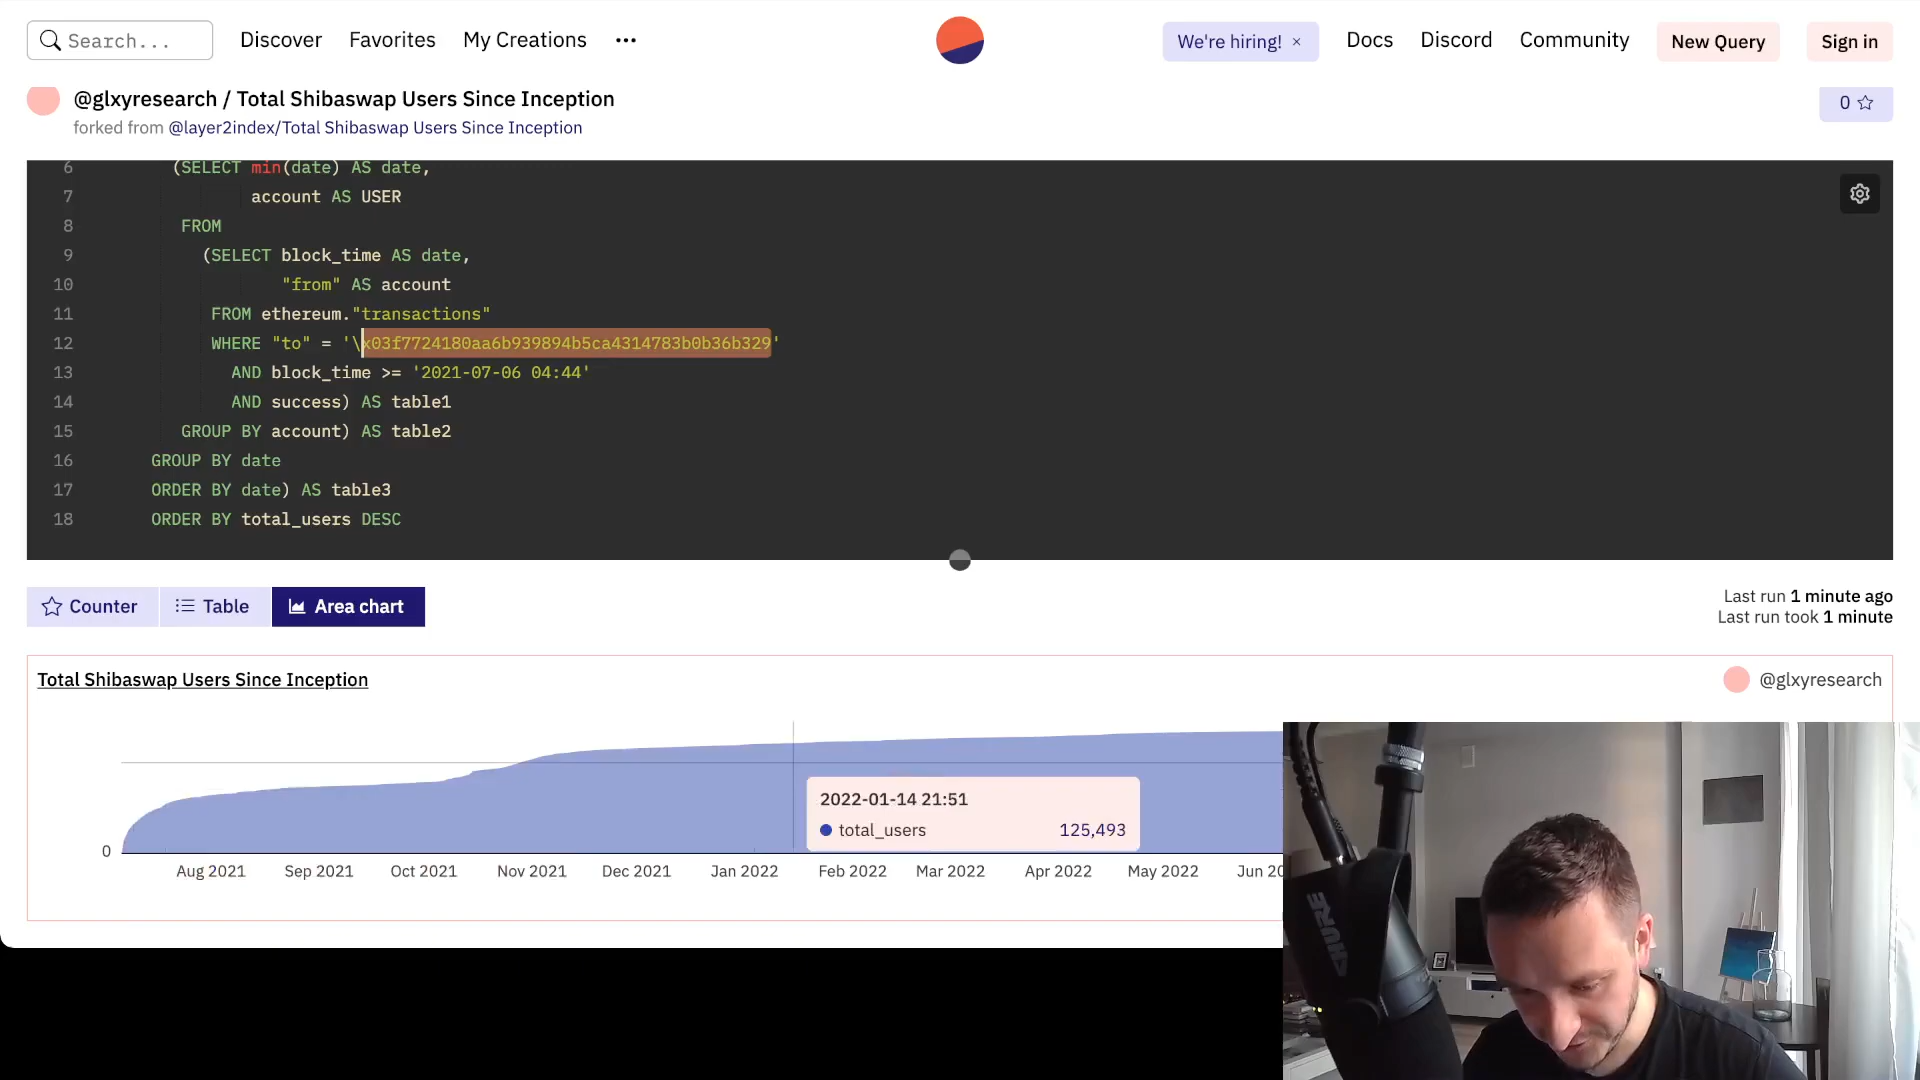 Search... Discover Favorites My Creations ••• We're hiring! × Docs Discord Community New Query Sign in
@glxyresearch / Total Shibaswap Users Since Inception
0
forked from @layer2index/Total Shibaswap Users Since Inception
6 (SELECT min(date) AS date,
7 account AS USER
8 FROM
9 (SELECT block_time AS date,
10 "from" AS account
11 FROM ethereum."transactions"
12 WHERE "to" = '\x03f7724180aa6b939894b5ca4314783b0b36b329'
13 AND block_time >= '2021-07-06 04:44'
14 AND success) AS table1
15 GROUP BY account) AS table2
16 GROUP BY date
17 ORDER BY date) AS table3
18 ORDER BY total_users DESC
Counter Table Area chart
Last run 1 minute ago
Last run took 1 minute
Total Shibaswap Users Since Inception
@glxyresearch
2022-01-14 21:51
total_users 125,493
0
Aug 2021 Sep 2021 Oct 2021 Nov 2021 Dec 2021 Jan 2022 Feb 2022 Mar 2022 Apr 2022 May 2022 Jun 20
SHURE